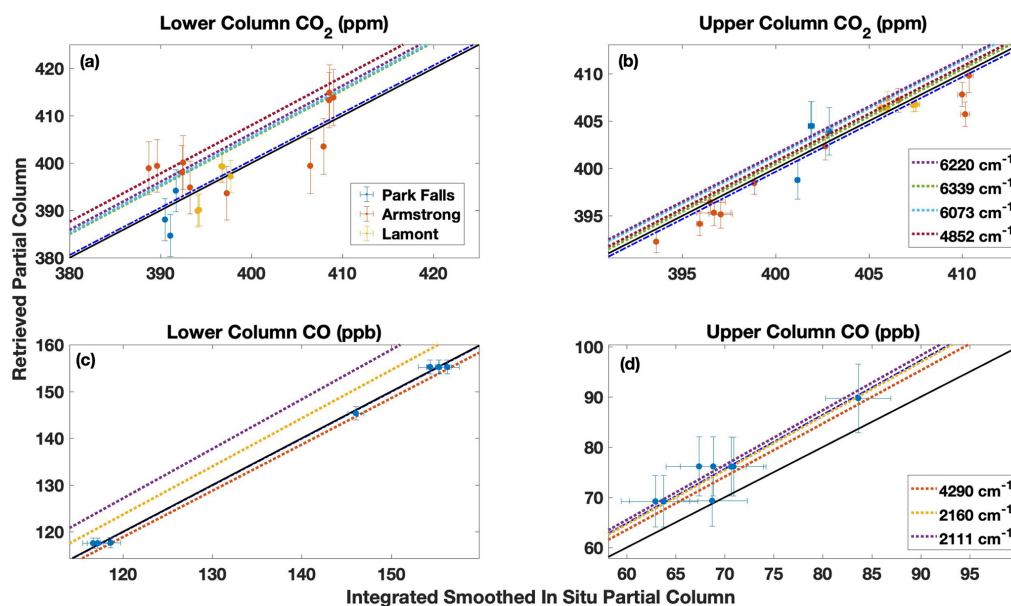 Lower Column CO2 (ppm)
Upper Column CO2 (ppm)
(a)
420
410
400
390
380
380 390 400 410 420
Park Falls
Armstrong
Lamont
(b)
410
405
400
395
395 400 405 410
6220 cm-1
6339 cm-1
6073 cm-1
4852 cm-1
Retrieved Partial Column
Lower Column CO (ppb)
Upper Column CO (ppb)
(c)
160
150
140
130
120
120 130 140 150
(d)
100
90
80
70
60
60 65 70 75 80 85 90 95
4290 cm-1
2160 cm-1
2111 cm-1
Integrated Smoothed In Situ Partial Column